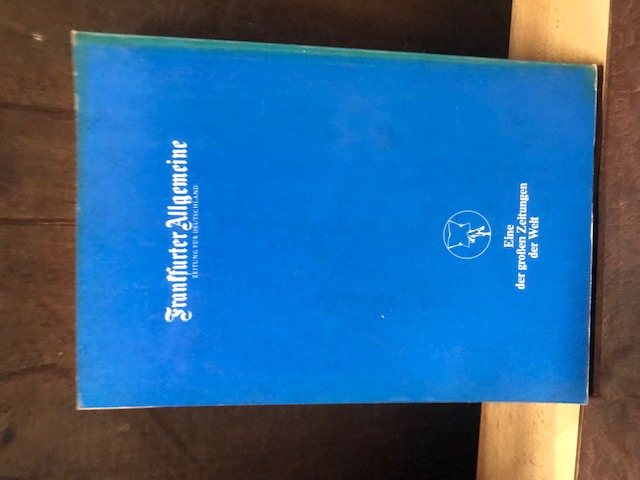 Frankfurter Allgemeine
ZEITUNG FÜR DEUTSCHLAND
Eine
der großen Zeitungen
der Welt